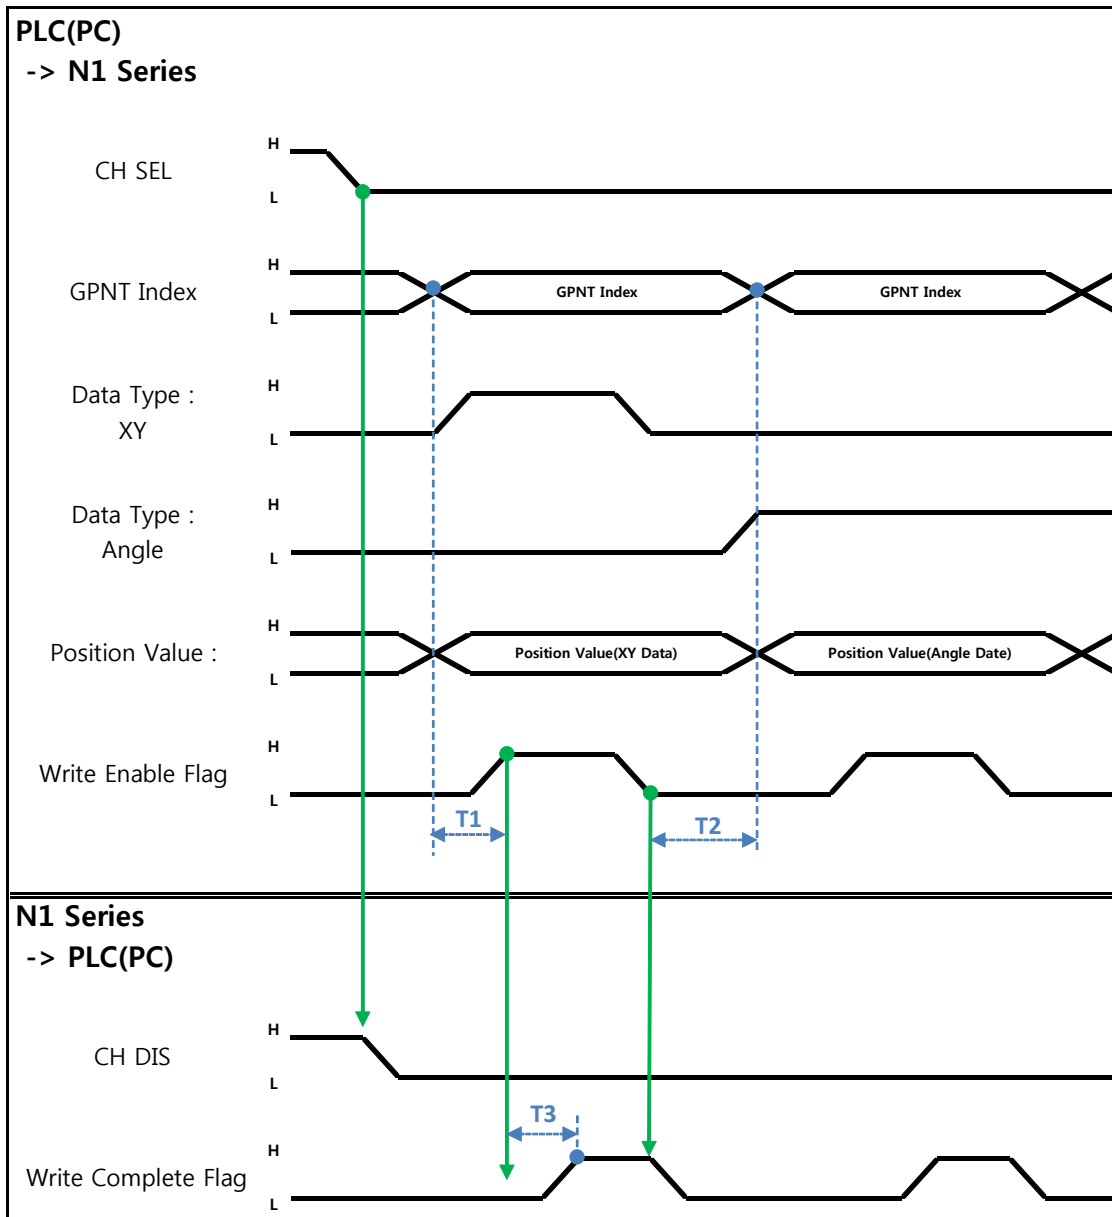 PLC(PC)
-> N1 Series
H
CH SEL
L
H
GPNT Index
GPNT Index
GPNT Index
L
H
Data Type :
XY
L
H
Data Type :
Angle
L
H
Position Value :
Position Value(XY Data)
Position Value(Angle Date)
L
H
Write Enable Flag
L
T1
T2
N1 Series
-> PLC(PC)
H
CH DIS
L
T3
H
Write Complete Flag
L